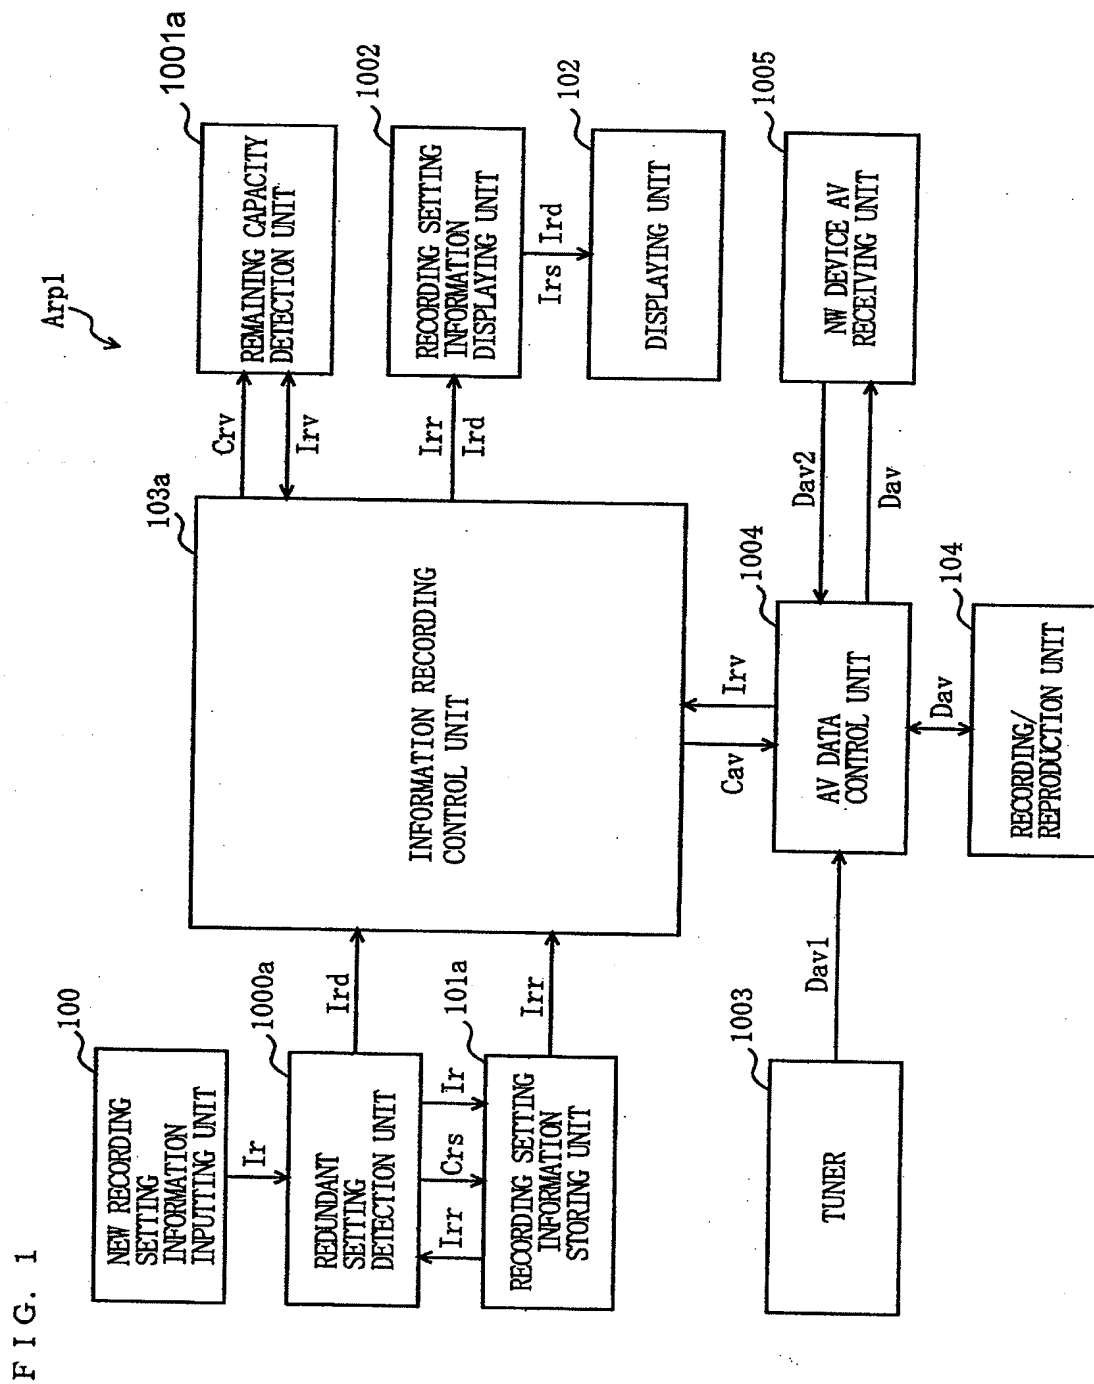 FIG. 1
Arp1
100
NEW RECORDING
SETTING
INFORMATION
INPUTTING UNIT
Ir
1000a
REDUNDANT
SETTING
DETECTION UNIT
Ird
Irr
Crs
Ir
101a
RECORDING SETTING
INFORMATION
STORING UNIT
Irr
103a
INFORMATION RECORDING
CONTROL UNIT
Crv
Irv
1001a
REMAINING CAPACITY
DETECTION UNIT
Irr
Ird
1002
RECORDING SETTING
INFORMATION
DISPLAYING UNIT
Irs
Ird
102
DISPLAYING UNIT
Cav
Irv
1003
TUNER
Dav1
1004
AV DATA
CONTROL UNIT
Dav2
Dav
1005
NW DEVICE AV
RECEIVING UNIT
Dav
104
RECORDING/
REPRODUCTION UNIT